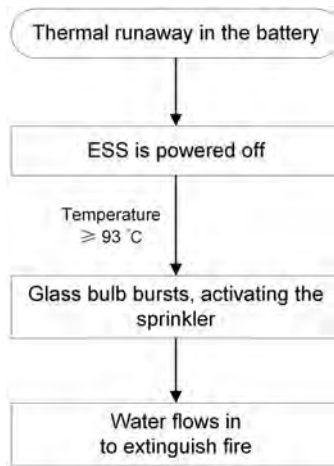 Thermal runaway in the battery
ESS is powered off
Temperature
≥ 93 ℃
Glass bulb bursts, activating the
sprinkler
Water flows in
to extinguish fire